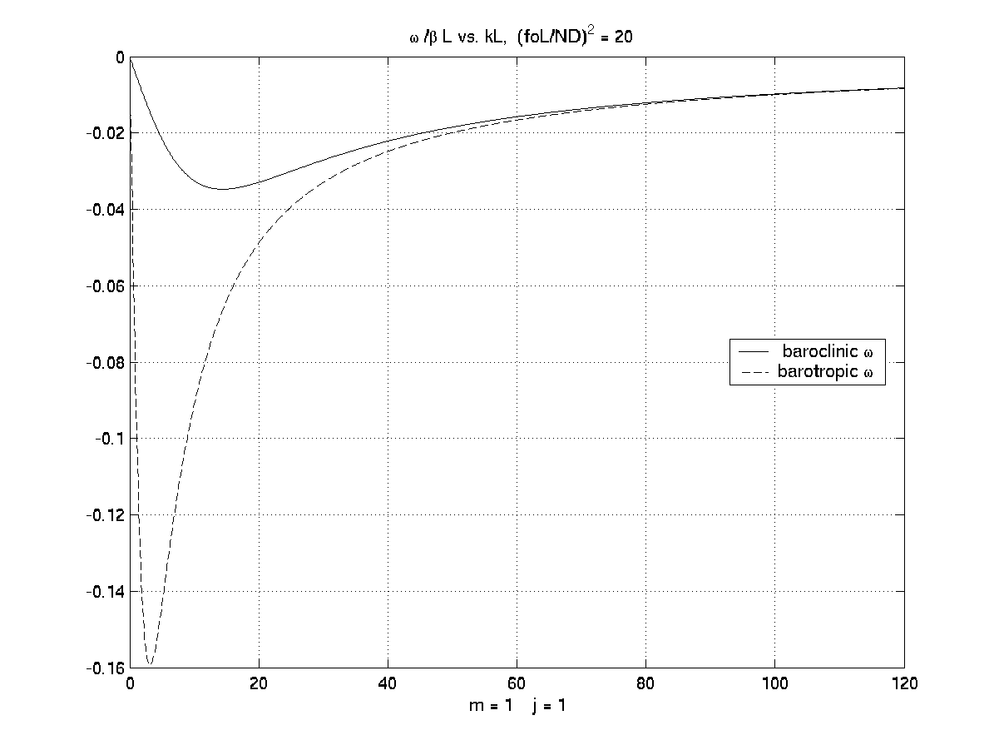 ω /β L vs. kL, (foL/ND)² = 20
0
-0.02
-0.04
-0.06
-0.08
-0.1
-0.12
-0.14
-0.16
baroclinic ω
barotropic ω
0 20 40 60 80 100 120
m = 1 j = 1